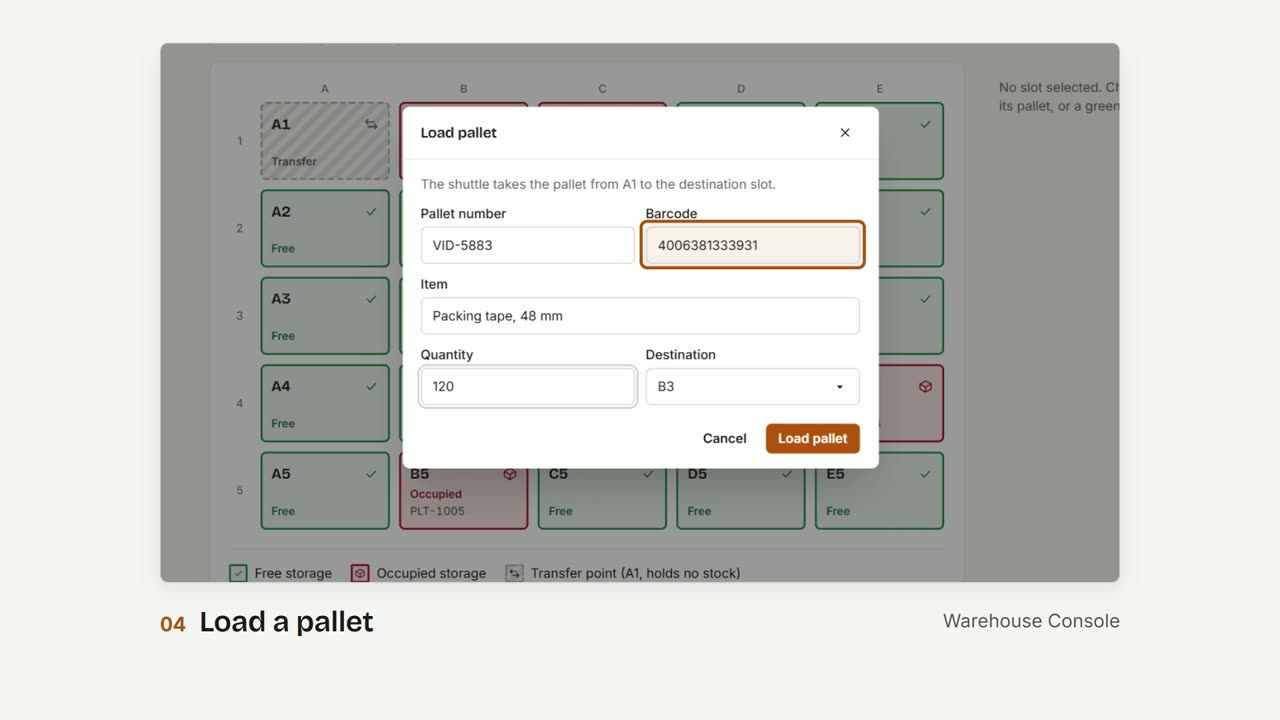 A B C D E
No slot selected. Ch
its pallet, or a green
1
A1
Transfer
2
A2
Free
3
A3
Free
4
A4
Free
5
A5
Free
B5
Occupied
PLT-1005
C5
Free
D5
Free
E5
Free
Load pallet
The shuttle takes the pallet from A1 to the destination slot.
Pallet number Barcode
VID-5883 4006381333931
Item
Packing tape, 48 mm
Quantity Destination
120 B3
Cancel Load pallet
Free storage Occupied storage Transfer point (A1, holds no stock)
04 Load a pallet
Warehouse Console